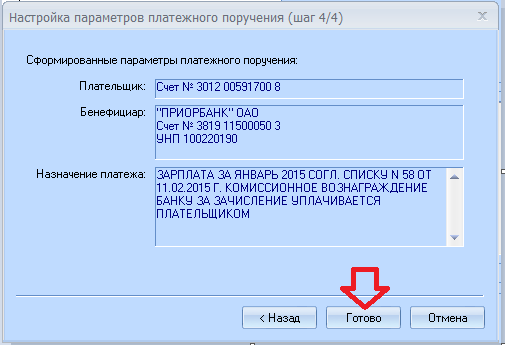 Настройка параметров платежного поручения (шаг 4/4)
Сформированные параметры платежного поручения:
Плательщик: Счет № 3012 00591700 8
Бенефициар: "ПРИОРБАНК" ОАО
Счет № 3819 11500050 3
УНП 100220190
Назначение платежа: ЗАРПЛАТА ЗА ЯНВАРЬ 2015 СОГЛ. СПИСКУ N 58 ОТ
11.02.2015 Г. КОМИССИОННОЕ ВОЗНАГРАЖДЕНИЕ
БАНКУ ЗА ЗАЧИСЛЕНИЕ УПЛАЧИВАЕТСЯ
ПЛАТЕЛЬЩИКОМ
< Назад Готово Отмена